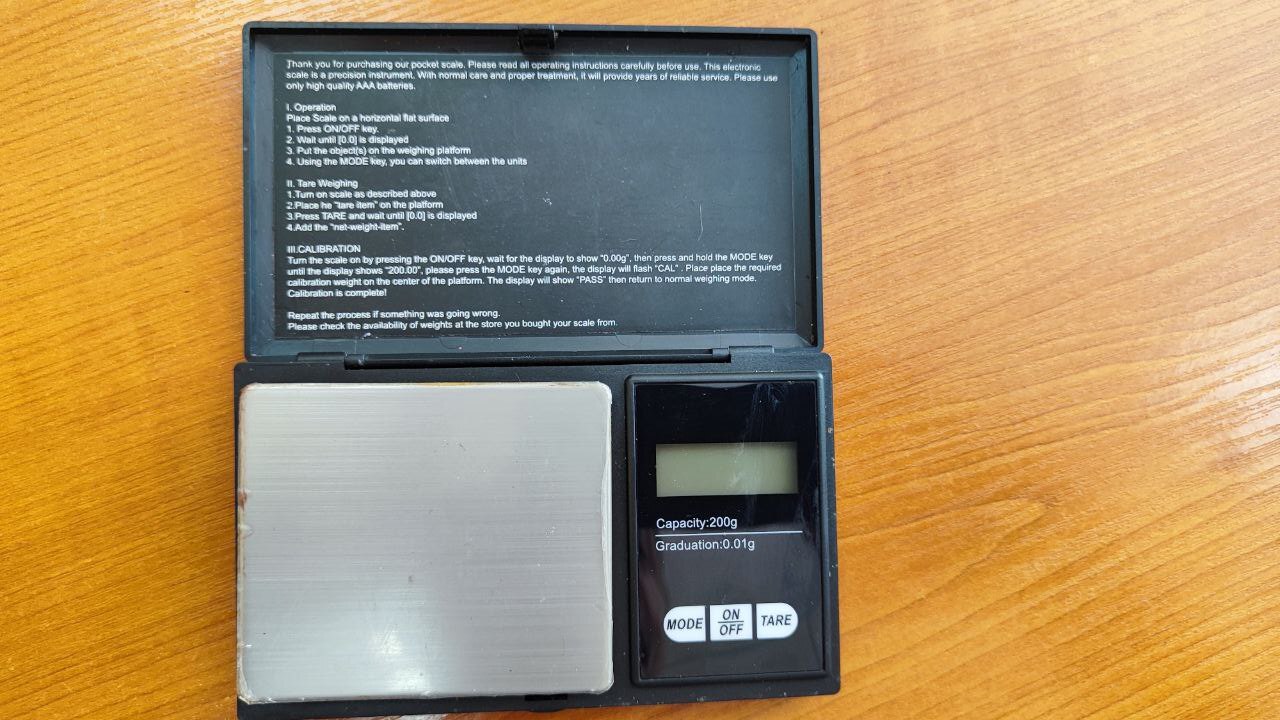 Thank you for purchasing our pocket scale. Please read all operating instructions carefully before use. This electronic
scale is a precision instrument. With normal care and proper treatment, it will provide years of reliable service. Please use
only high quality AAA batteries.
I. Operation
Place Scale on a horizontal flat surface
1. Press ON/OFF key.
2. Wait until [0.0] is displayed
3. Put the object(s) on the weighing platform
4. Using the MODE key, you can switch between the units
II. Tare Weighing
1.Turn on scale as described above
2.Place he "tare item" on the platform
3.Press TARE and wait until [0.0] is displayed
4.Add the "net-weight-item".
III.CALIBRATION
Turn the scale on by pressing the ON/OFF key, wait for the display to show "0.00g", then press and hold the MODE key
until the display shows "200.00", please press the MODE key again, the display will flash "CAL" . Place place the required
calibration weight on the center of the platform. The display will show "PASS" then return to normal weighing mode.
Calibration is complete!
Repeat the process if something was going wrong.
Please check the availability of weights at the store you bought your scale from.
Capacity:200g
Graduation:0.01g
MODE
ON
OFF
TARE